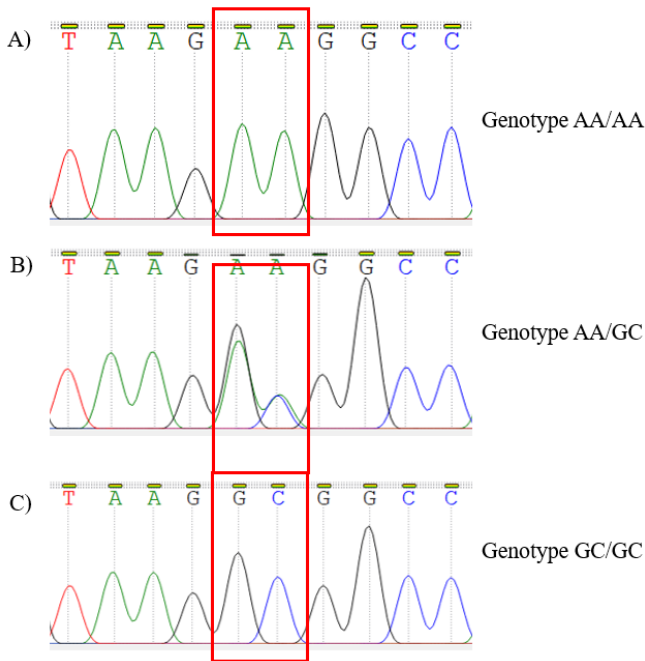 A)
T A A G A A G G C C
Genotype AA/AA
B)
T A A G A A G G C C
Genotype AA/GC
C)
T A A G G C G G C C
Genotype GC/GC